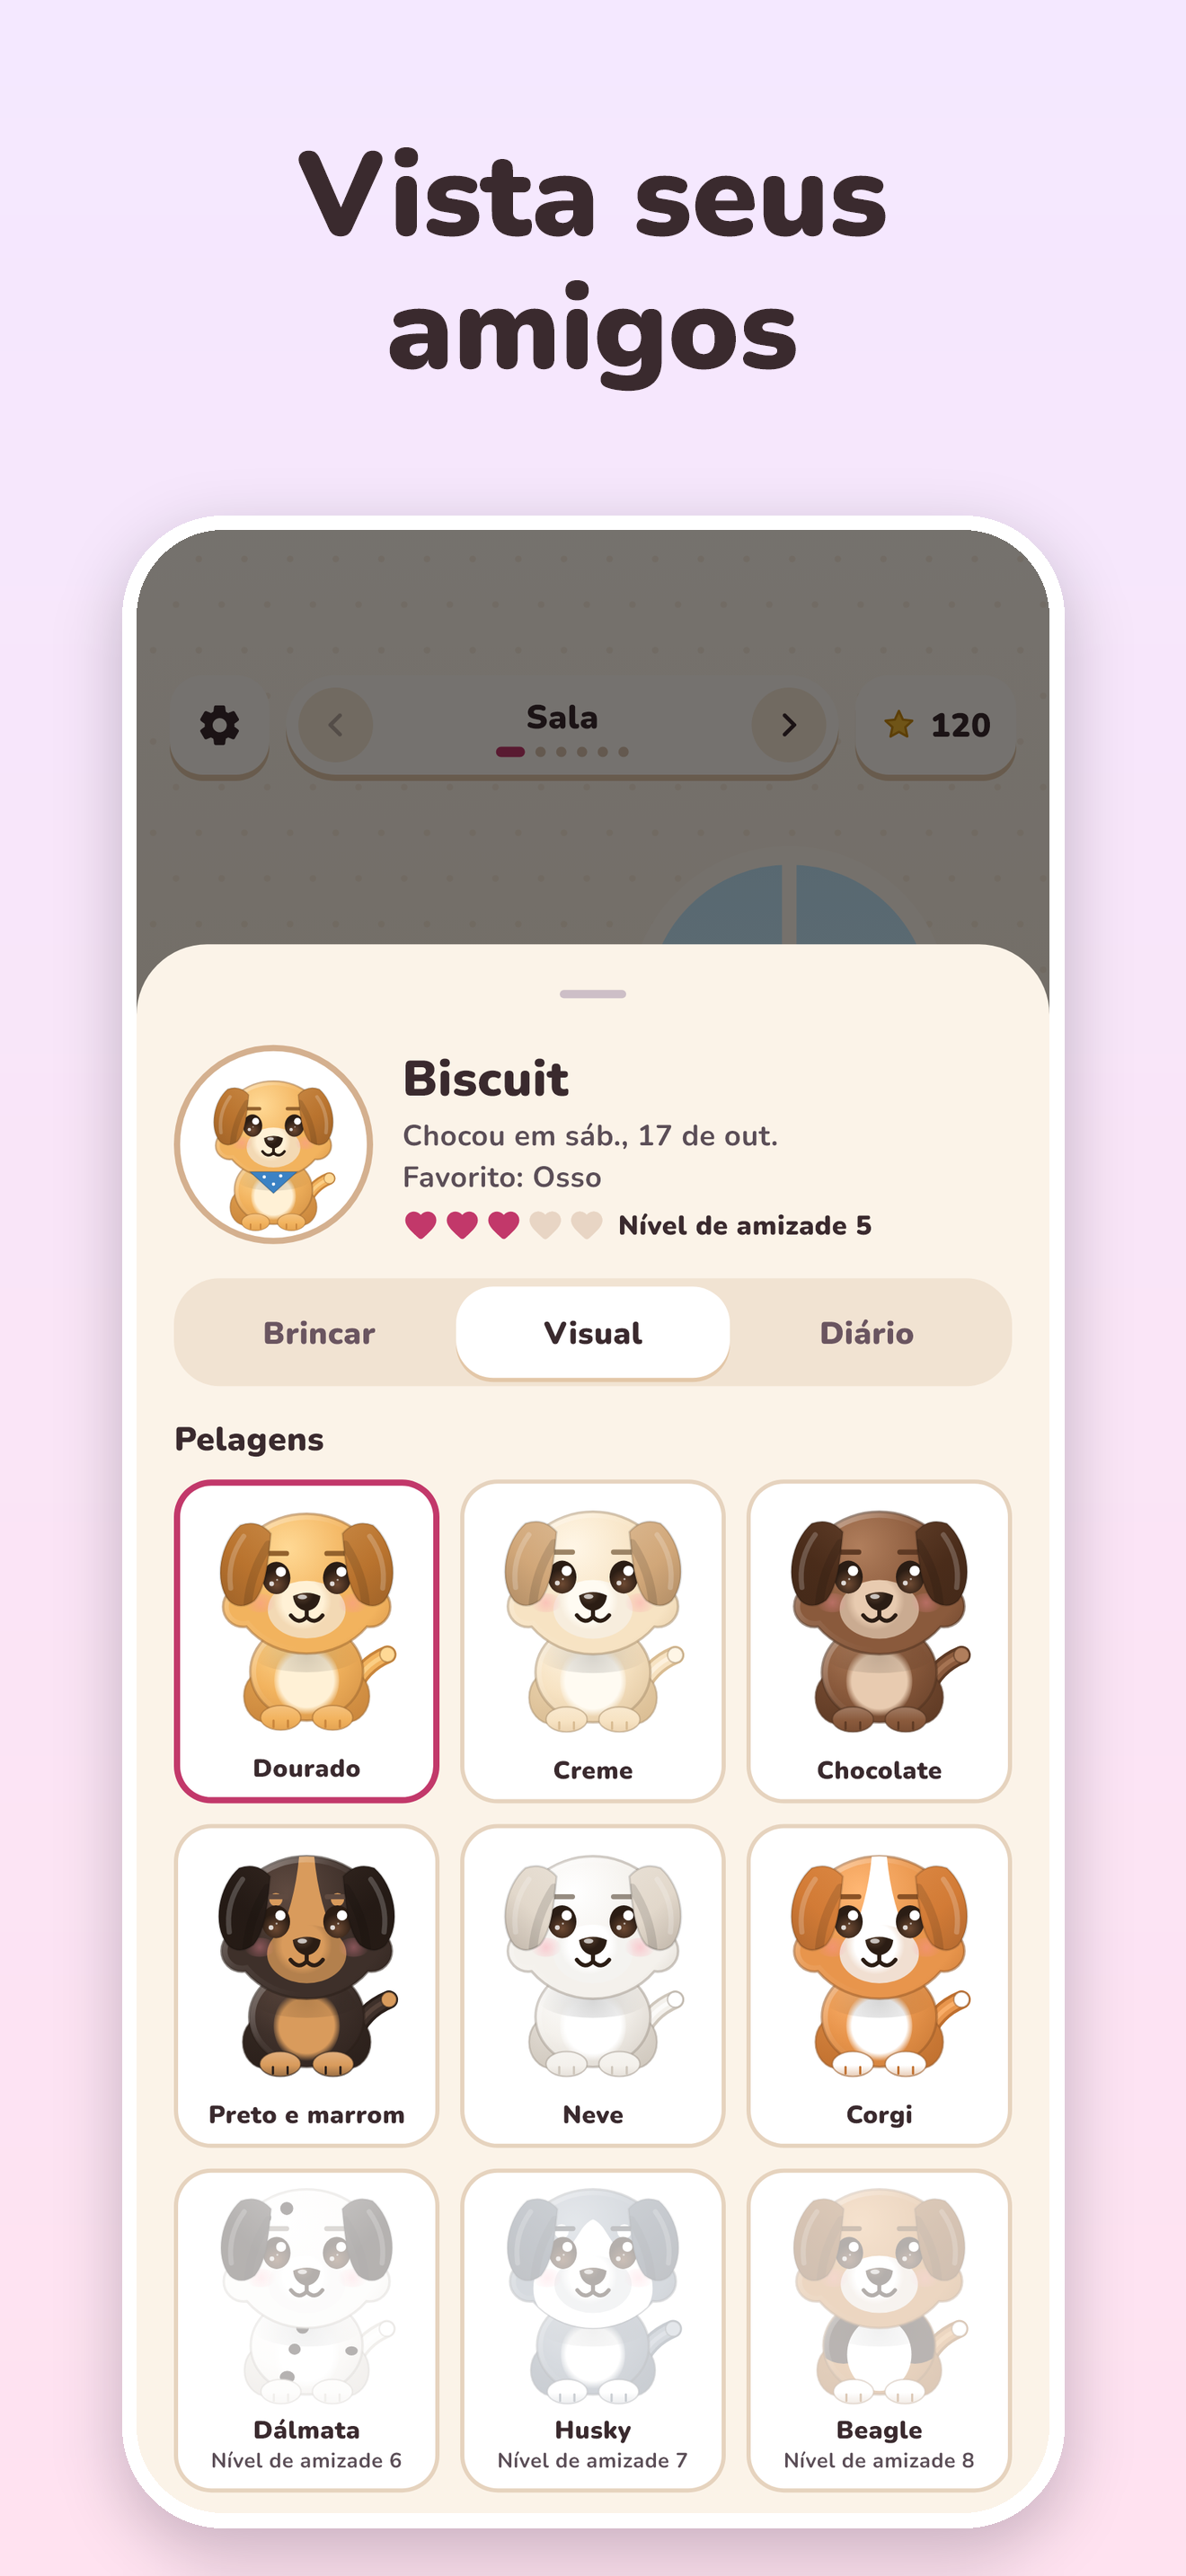 Vista seus
amigos
Sala
120
Biscuit
Chocou em sáb., 17 de out.
Favorito: Osso
Nível de amizade 5
Brincar
Visual
Diário
Pelagens
Dourado
Creme
Chocolate
Preto e marrom
Neve
Corgi
Dálmata
Nível de amizade 6
Husky
Nível de amizade 7
Beagle
Nível de amizade 8